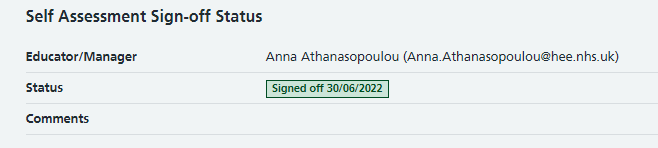 Self Assessment Sign-off Status
Educator/Manager Anna Athanasopoulou (Anna.Athanasopoulou@hee.nhs.uk)
Status Signed off 30/06/2022
Comments